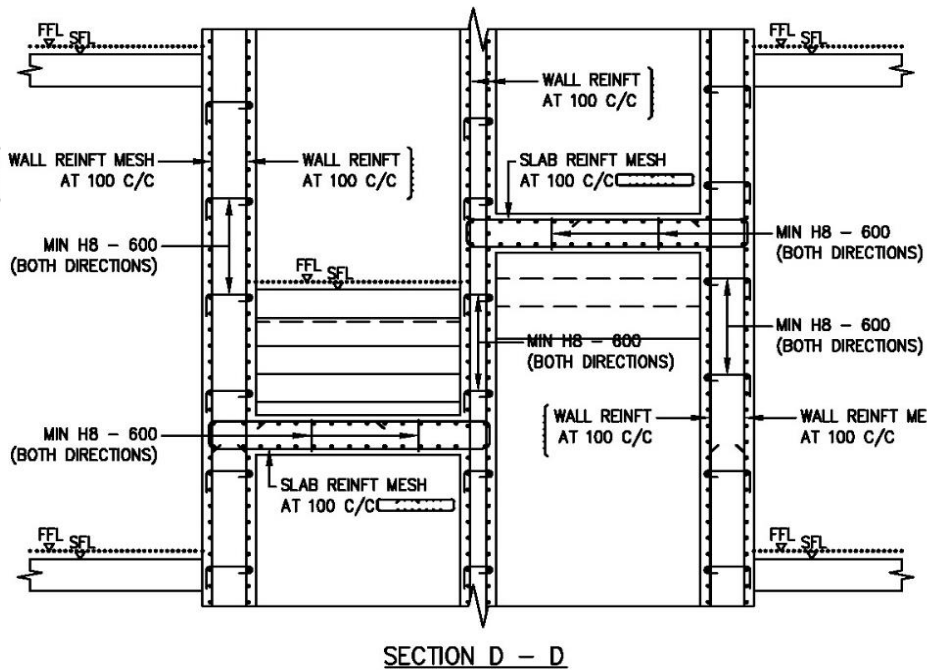 FFL
SFL
FFL
SFL
WALL REINFT
AT 100 C/C
WALL REINFT MESH
AT 100 C/C
WALL REINFT
AT 100 C/C
SLAB REINFT MESH
AT 100 C/C
MIN H8 - 600
(BOTH DIRECTIONS)
MIN H8 - 600
(BOTH DIRECTIONS)
FFL
SFL
MIN H8 - 600
(BOTH DIRECTIONS)
MIN H8 - 600
(BOTH DIRECTIONS)
WALL REINFT
AT 100 C/C
WALL REINFT ME
AT 100 C/C
MIN H8 - 600
(BOTH DIRECTIONS)
SLAB REINFT MESH
AT 100 C/C
FFL
SFL
FFL
SFL
SECTION D - D